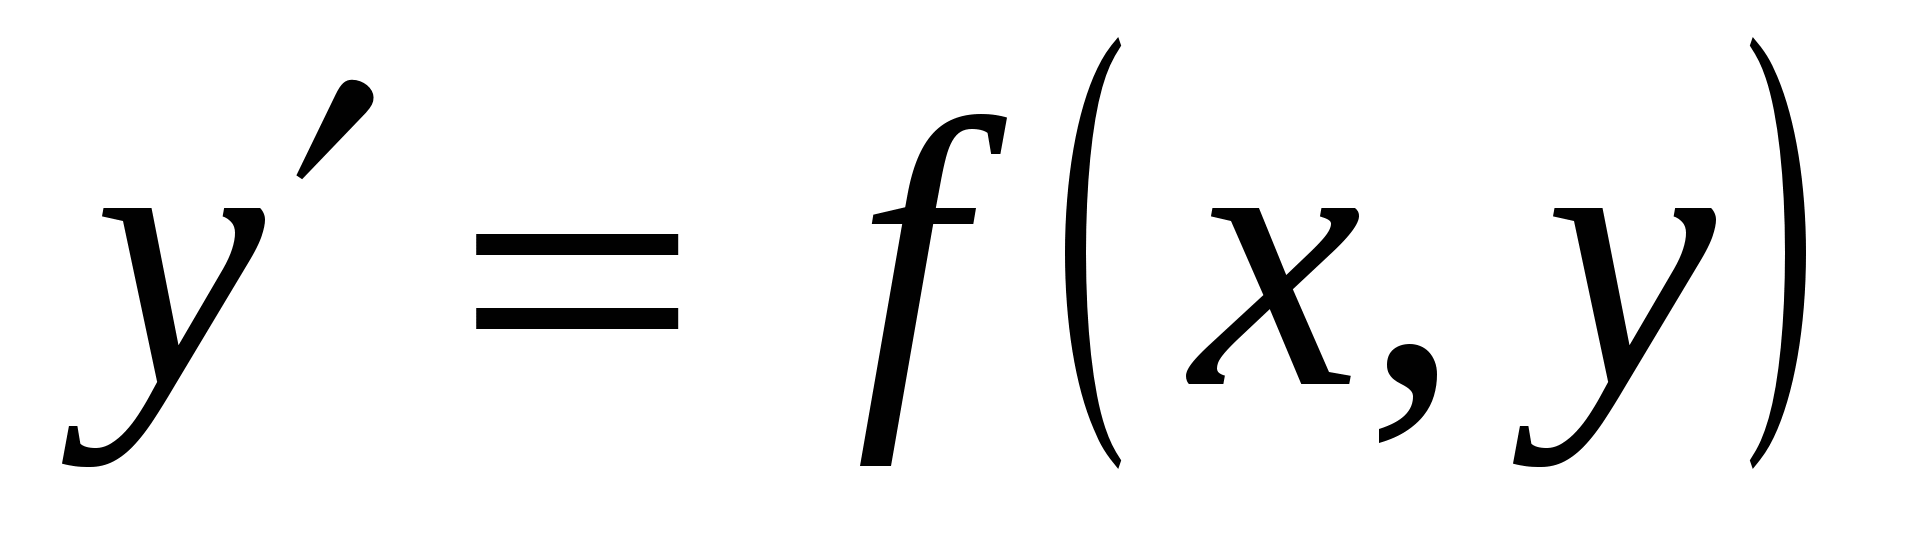 y′ = f(x, y)